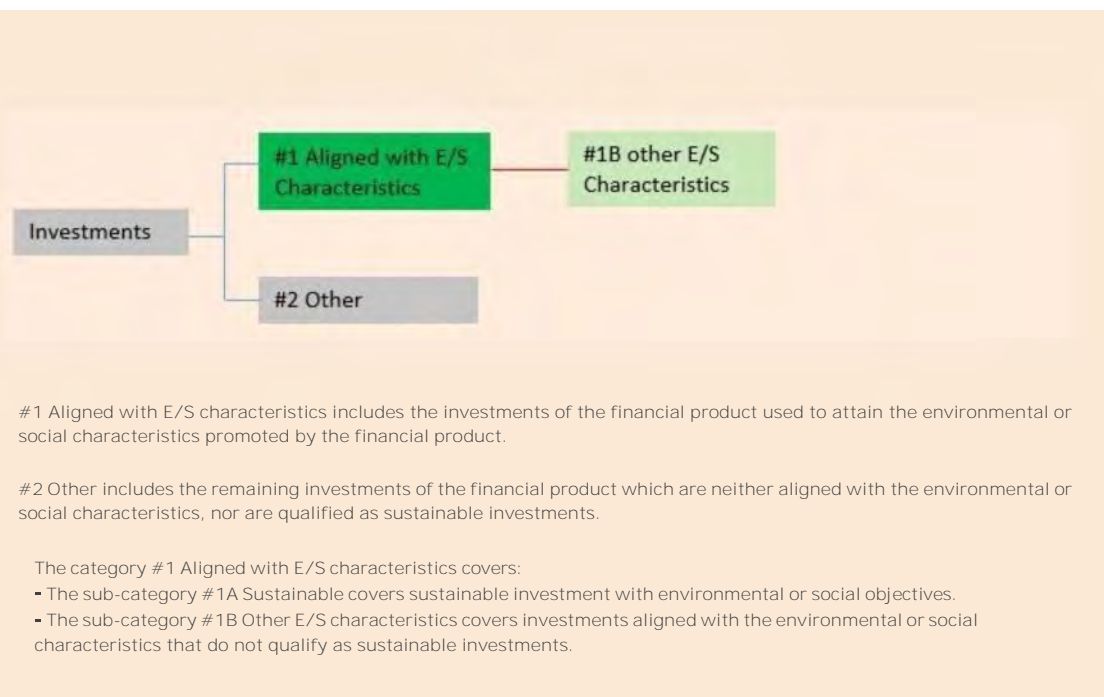 #1 Aligned with E/S
Characteristics
#1B other E/S
Characteristics
Investments
#2 Other
#1 Aligned with E/S characteristics includes the investments of the financial product used to attain the environmental or
social characteristics promoted by the financial product.
#2 Other includes the remaining investments of the financial product which are neither aligned with the environmental or
social characteristics, nor are qualified as sustainable investments.
The category #1 Aligned with E/S characteristics covers:
- The sub-category #1A Sustainable covers sustainable investment with environmental or social objectives.
- The sub-category #1B Other E/S characteristics covers investments aligned with the environmental or social
characteristics that do not qualify as sustainable investments.